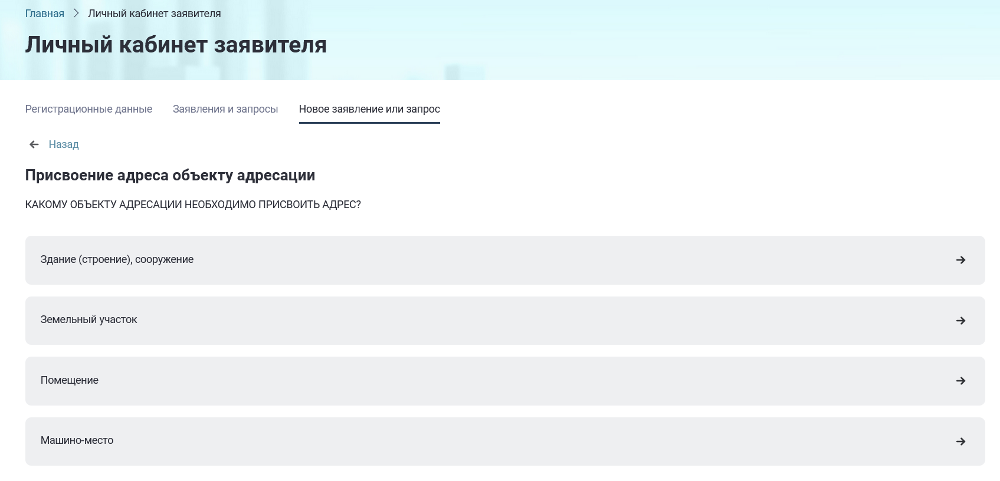 Главная > Личный кабинет заявителя
Личный кабинет заявителя
Регистрационные данные Заявления и запросы Новое заявление или запрос
Назад
Присвоение адреса объекту адресации
КАКОМУ ОБЪЕКТУ АДРЕСАЦИИ НЕОБХОДИМО ПРИСВОИТЬ АДРЕС?
Здание (строение), сооружение
Земельный участок
Помещение
Машино-место